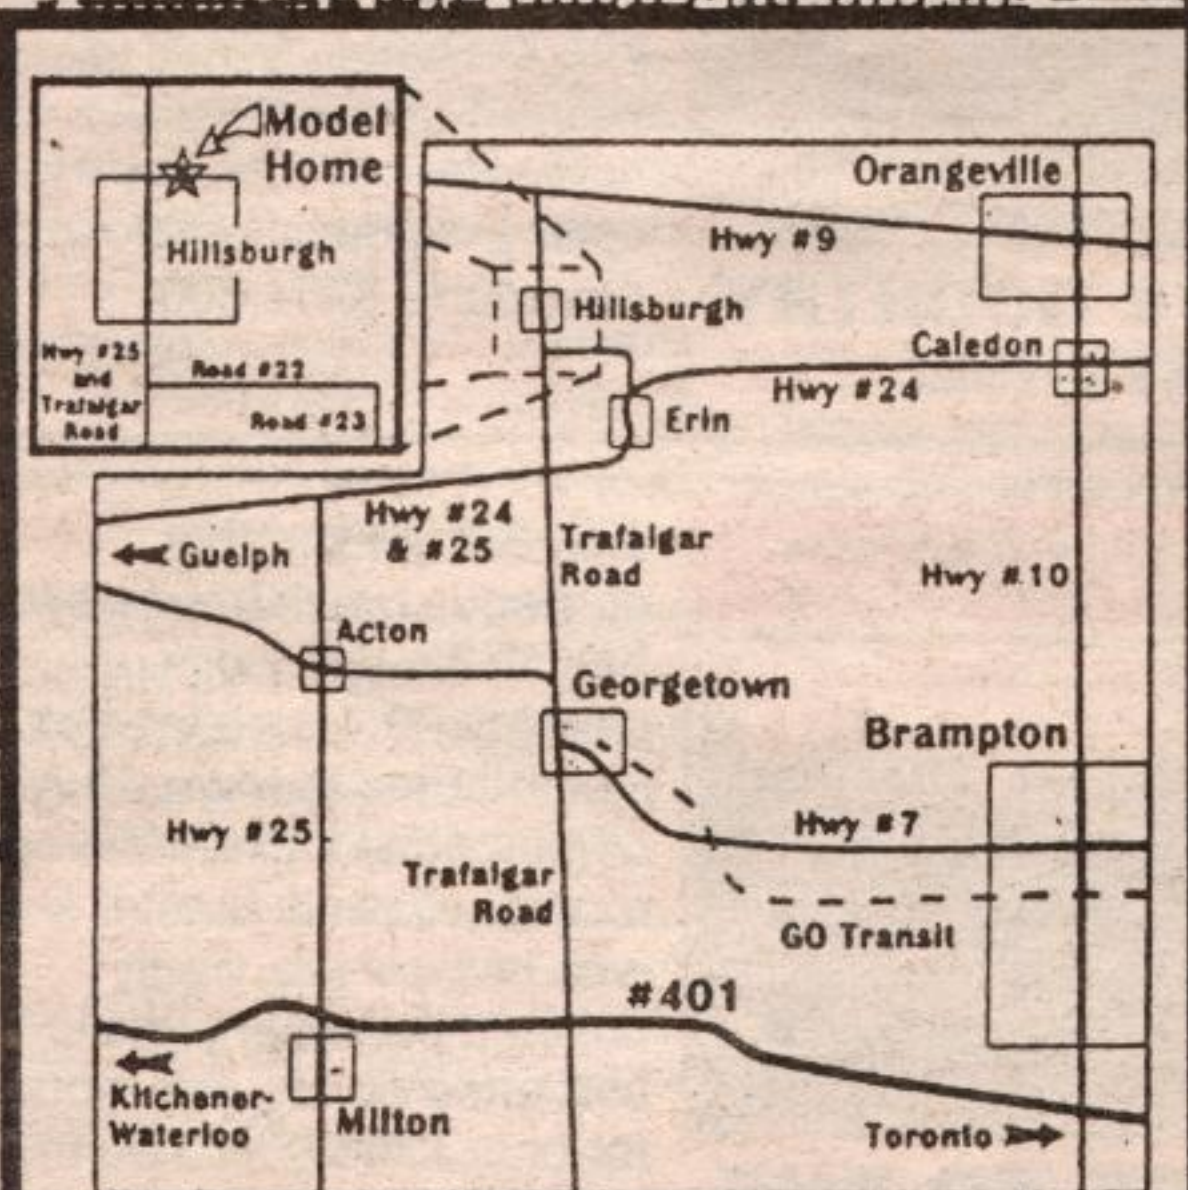 Model
Home
Hillsburgh
Hwy #25
and
Trafalgar
Road
Road #22
Road #23
Orangeville
Hwy #9
Hillsburgh
Caledon
Hwy #24
Erin
Hwy #24
& #25
Guelph
Trafalgar
Road
Hwy #10
Acton
Georgetown
Brampton
Hwy #25
Hwy #7
Trafalgar
Road
GO Transit
#401
Kitchener-
Waterloo
Milton
Toronto